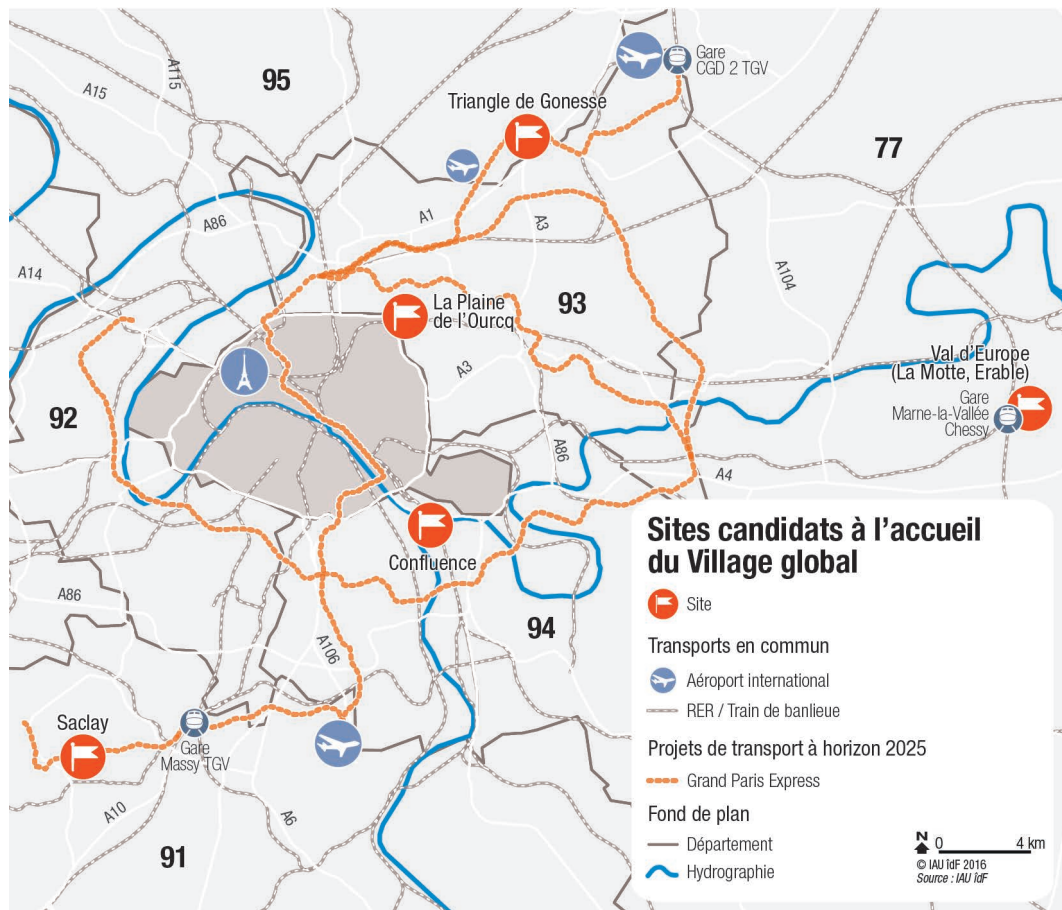 95
A115
A15
Gare
CGD 2 TGV
Triangle de Gonesse
77
A86
A1
A3
A14
A104
La Plaine
de l'Ourcq
93
A3
Val d'Europe
(La Motte, Erable)
Gare
Marne-la-Vallée
Chessy
92
A86
A4
Confluence
A86
94
A106
Saclay
Gare
Massy TGV
A10
A6
91
Sites candidats à l'accueil
du Village global
Site
Transports en commun
Aéroport international
RER / Train de banlieue
Projets de transport à horizon 2025
Grand Paris Express
Fond de plan
Département
Hydrographie
N
0 4 km
© IAU îdF 2016
Source : IAU îdF